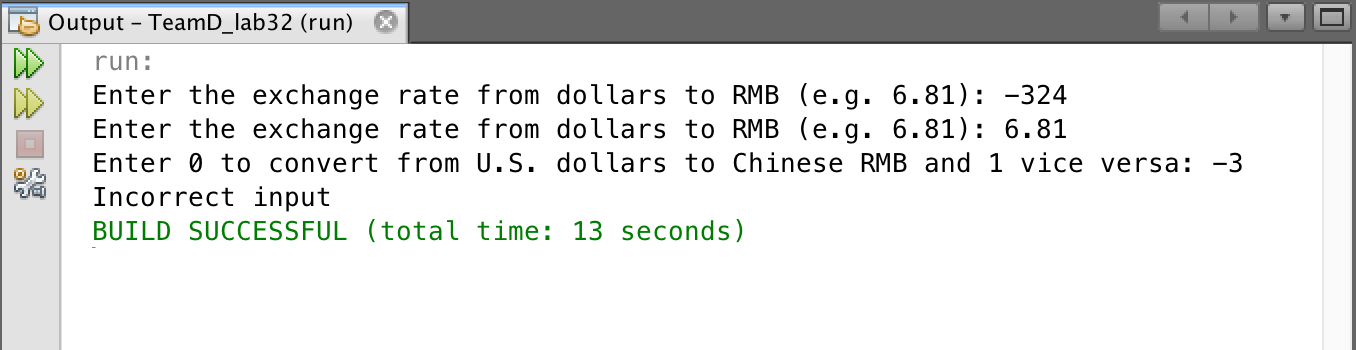 Output – TeamD_lab32 (run)
run:
Enter the exchange rate from dollars to RMB (e.g. 6.81): -324
Enter the exchange rate from dollars to RMB (e.g. 6.81): 6.81
Enter 0 to convert from U.S. dollars to Chinese RMB and 1 vice versa: -3
Incorrect input
BUILD SUCCESSFUL (total time: 13 seconds)